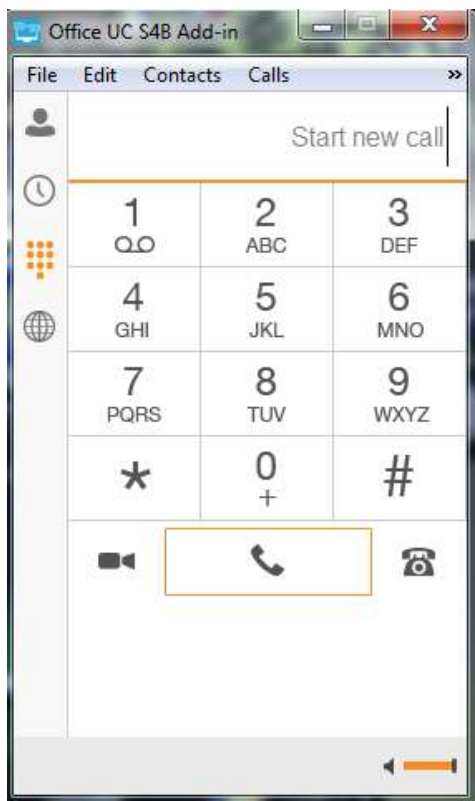 Office UC S4B Add-in
File Edit Contacts Calls »
Start new call
1 2 3
ABC DEF
4 5 6
GHI JKL MNO
7 8 9
PQRS TUV WXYZ
* 0 #
+